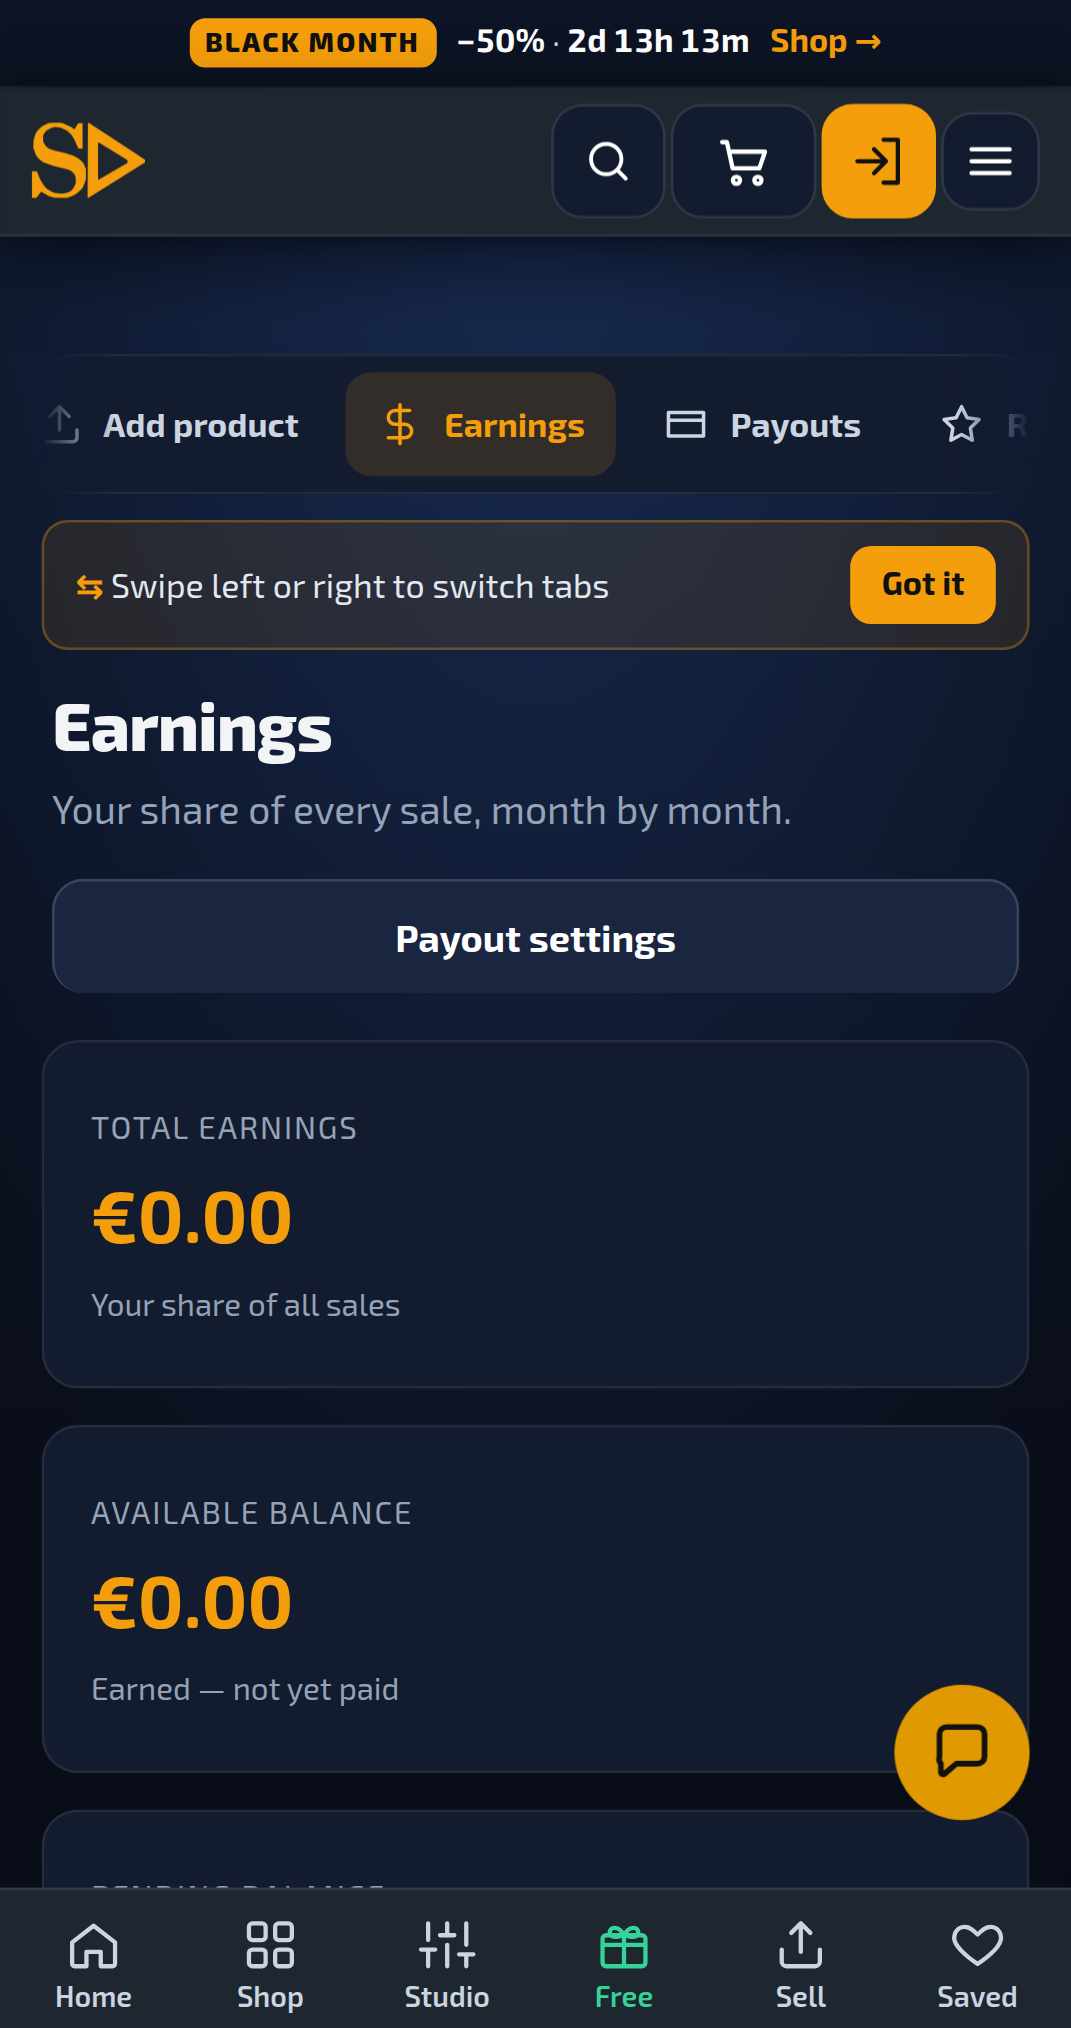 BLACK MONTH −50% · 2d 13h 13m Shop →
S
Add product Earnings Payouts R
⇆ Swipe left or right to switch tabs Got it
Earnings
Your share of every sale, month by month.
Payout settings
TOTAL EARNINGS
€0.00
Your share of all sales
AVAILABLE BALANCE
€0.00
Earned — not yet paid
Home Shop Studio Free Sell Saved